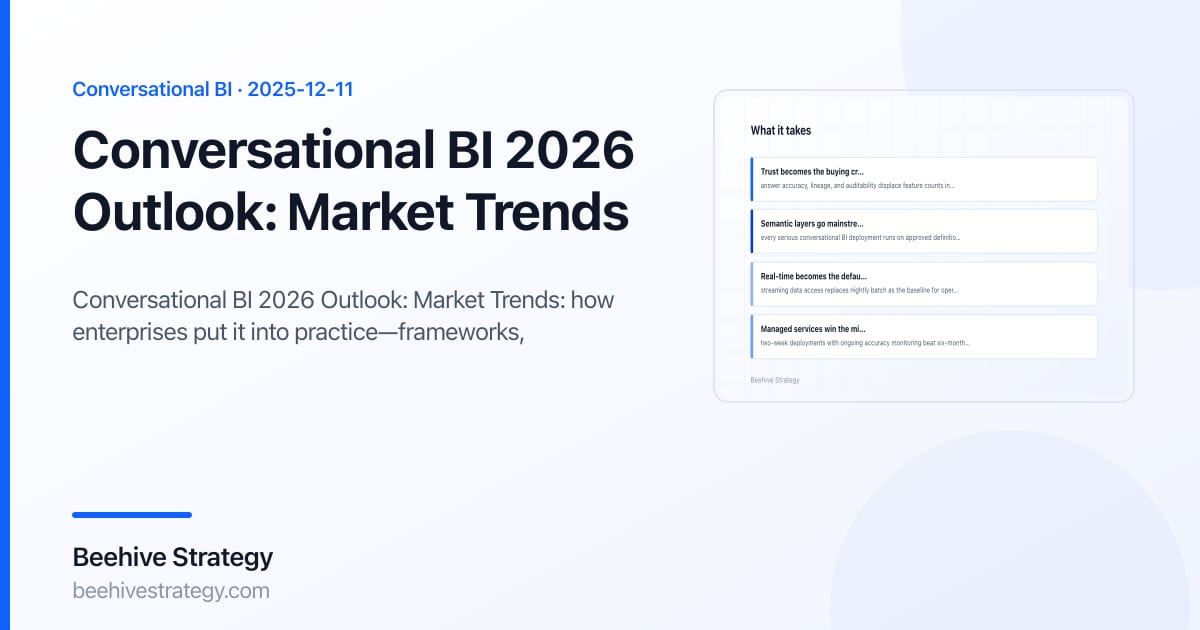 Conversational BI · 2025-12-11
Conversational BI 2026
Outlook: Market Trends
Conversational BI 2026 Outlook: Market Trends: how
enterprises put it into practice—frameworks,
Beehive Strategy
beehivestrategy.com
What it takes
Trust becomes the buying cr...
answer accuracy, lineage, and auditability displace feature counts in...
Semantic layers go mainstre...
every serious conversational BI deployment runs on approved definitio...
Real-time becomes the defau...
streaming data access replaces nightly batch as the baseline for oper...
Managed services win the mi...
two-week deployments with ongoing accuracy monitoring beat six-month...
Beehive Strategy